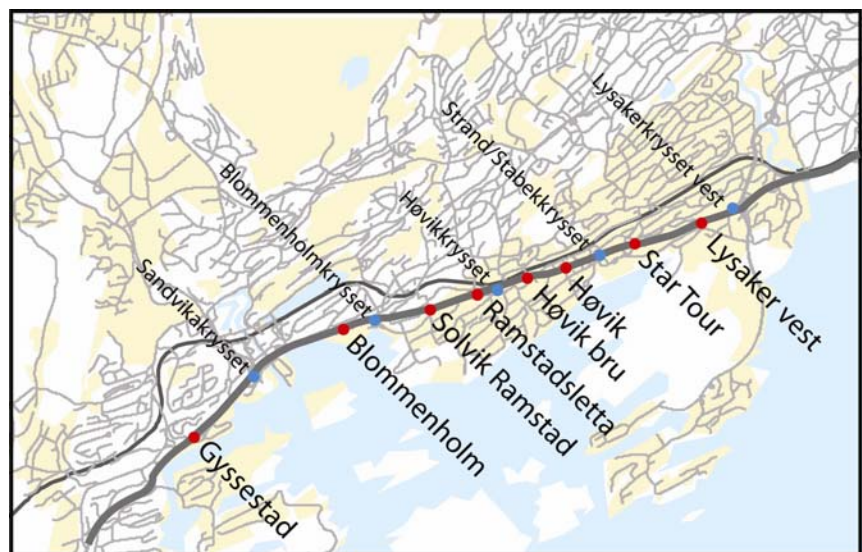 Sandvikakrysset
Blommenholmkrysset
Høvikkrysset
Strand/Stabekkrysset
Lysakerkrysset vest
Gyssestad
Blommenholm
Solvik Ramstad
Ramstadsletta
Høvik bru
Høvik
Star Tour
Lysaker vest